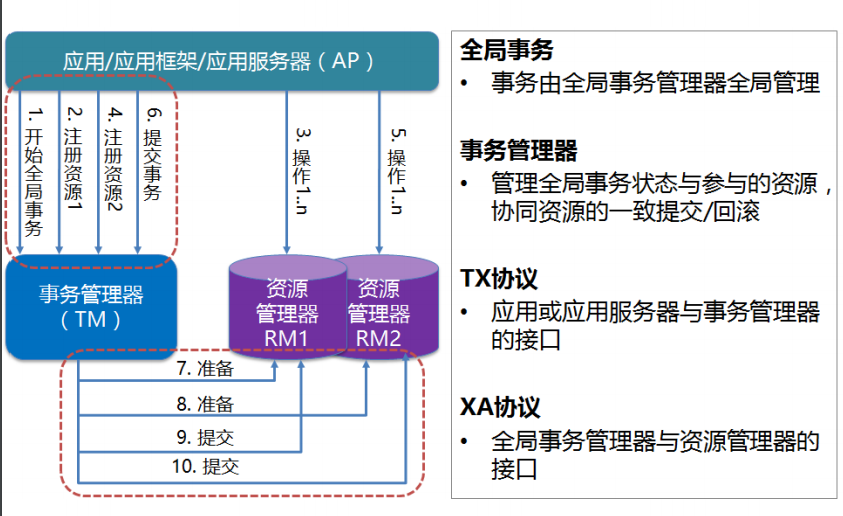 应用/应用框架/应用服务器（AP）
1. 开始全局事务
2. 注册资源1
4. 注册资源2
6. 提交事务
3. 操作1..n
5. 操作1..n
事务管理器
（TM）
资源
管理器
RM1
资源
管理器
RM2
7. 准备
8. 准备
9. 提交
10. 提交
全局事务
• 事务由全局事务管理器全局管理
事务管理器
• 管理全局事务状态与参与的资源，
协同资源的一致提交/回滚
TX协议
• 应用或应用服务器与事务管理器
的接口
XA协议
• 全局事务管理器与资源管理器的
接口